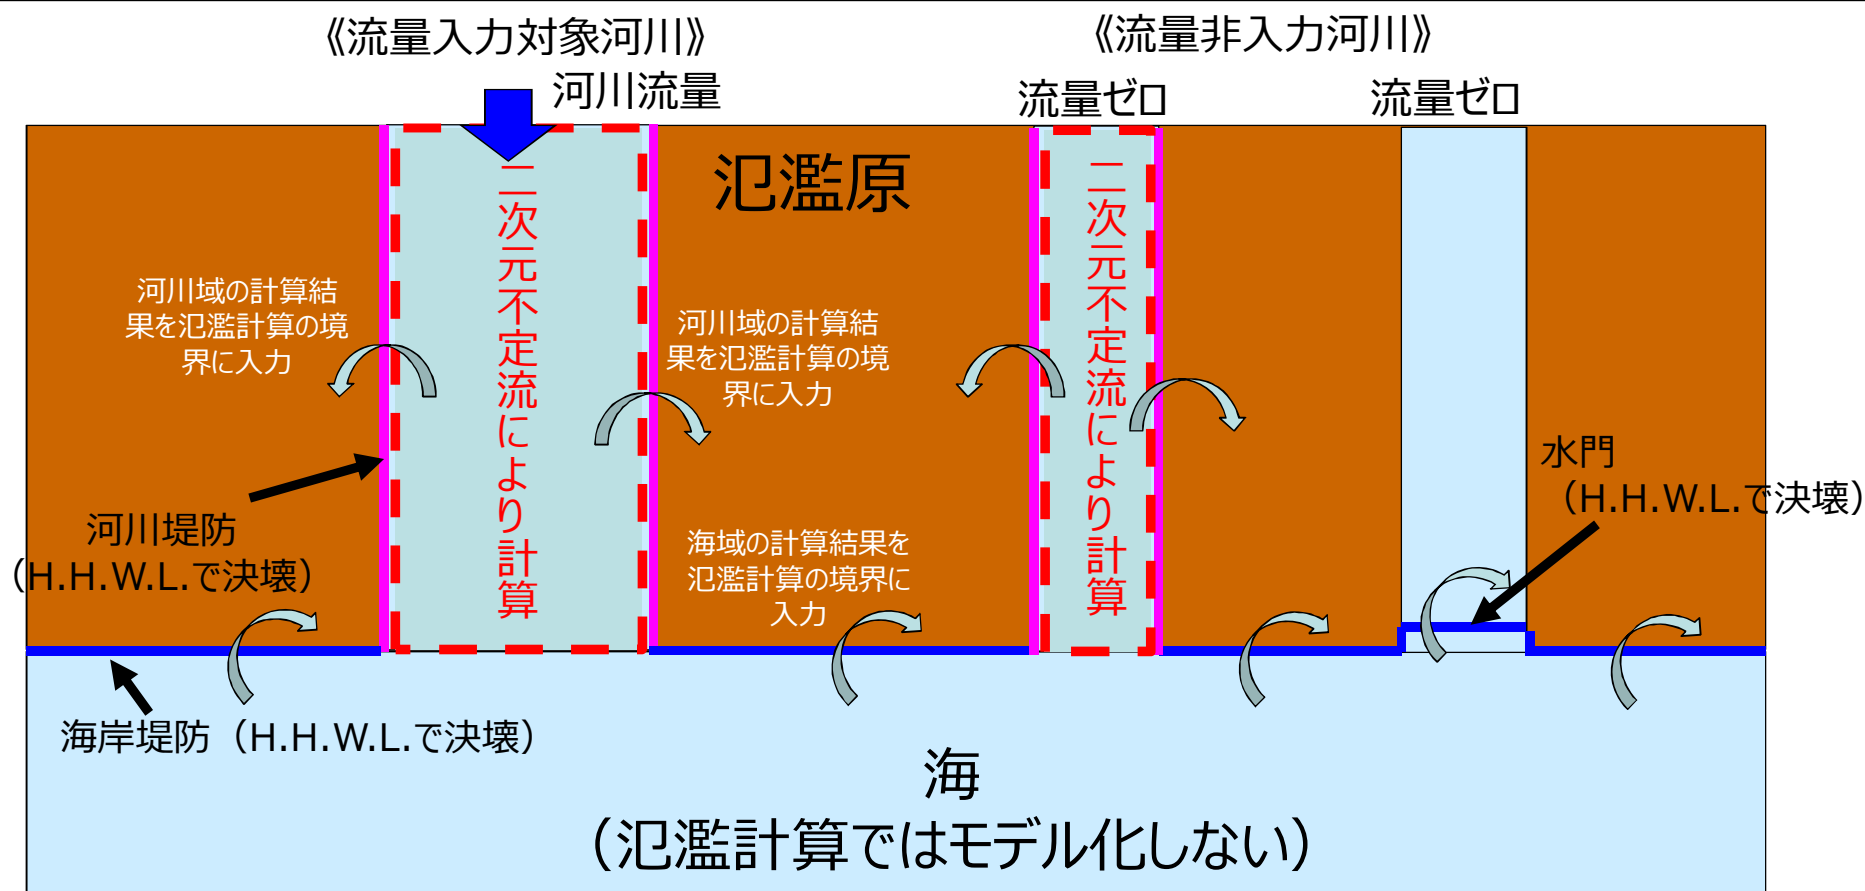 《流量入力対象河川》
《流量非入力河川》
河川流量
流量ゼロ
流量ゼロ
氾濫原
二次元不定流により計算
二次元不定流により計算
河川域の計算結
果を氾濫計算の境
界に入力
河川域の計算結
果を氾濫計算の境
界に入力
水門
（H.H.W.L.で決壊）
河川堤防
（H.H.W.L.で決壊）
海域の計算結果を
氾濫計算の境界に
入力
海岸堤防（H.H.W.L.で決壊）
海
（氾濫計算ではモデル化しない）